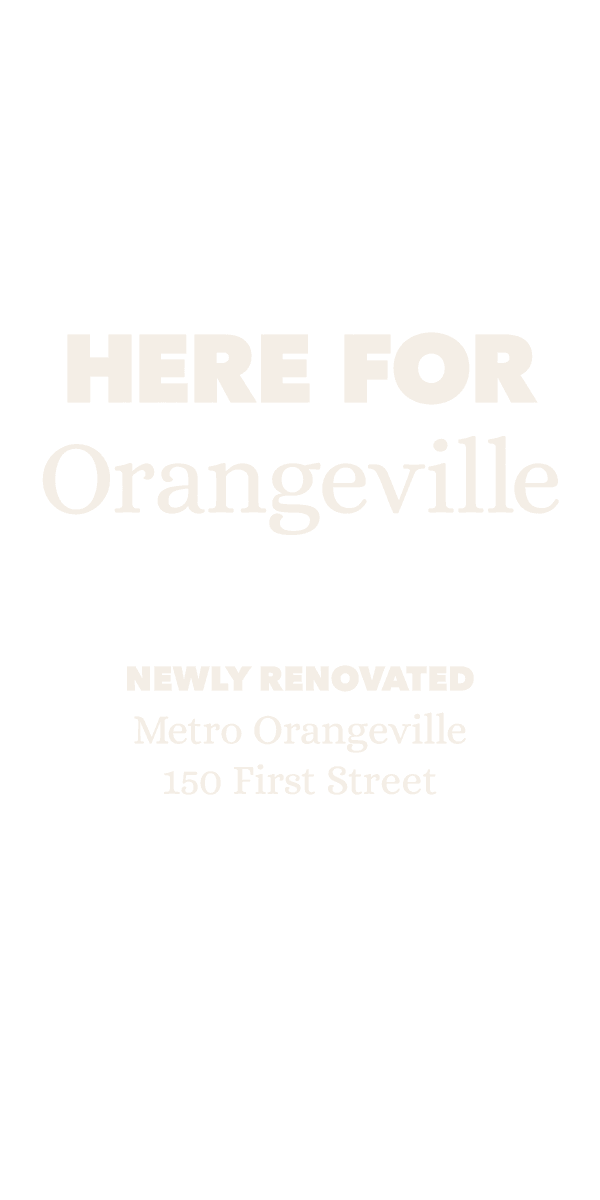 HERE FOR
Orangeville
NEWLY RENOVATED
Metro Orangeville
150 First Street